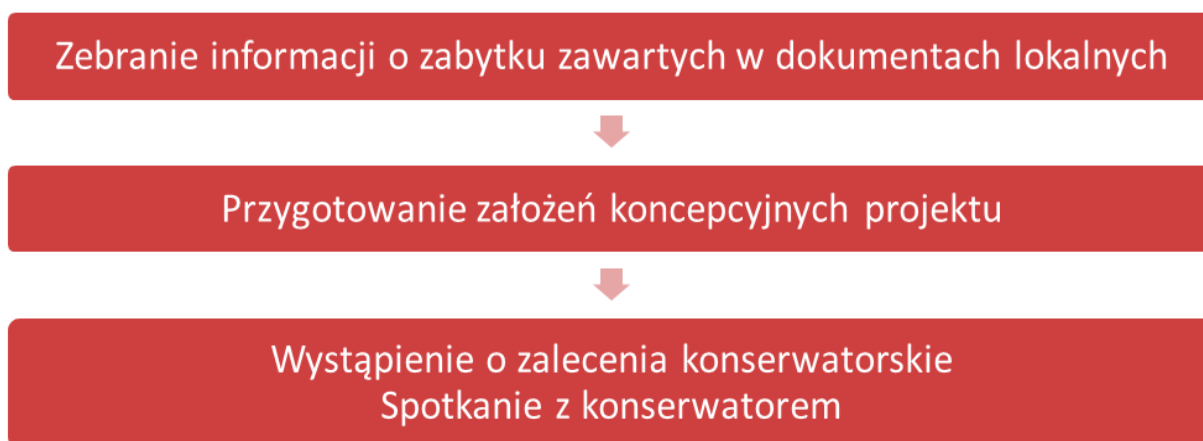 Zebranie informacji o zabytku zawartych w dokumentach lokalnych
Przygotowanie założeń koncepcyjnych projektu
Wystąpienie o zalecenia konserwatorskie
Spotkanie z konserwatorem